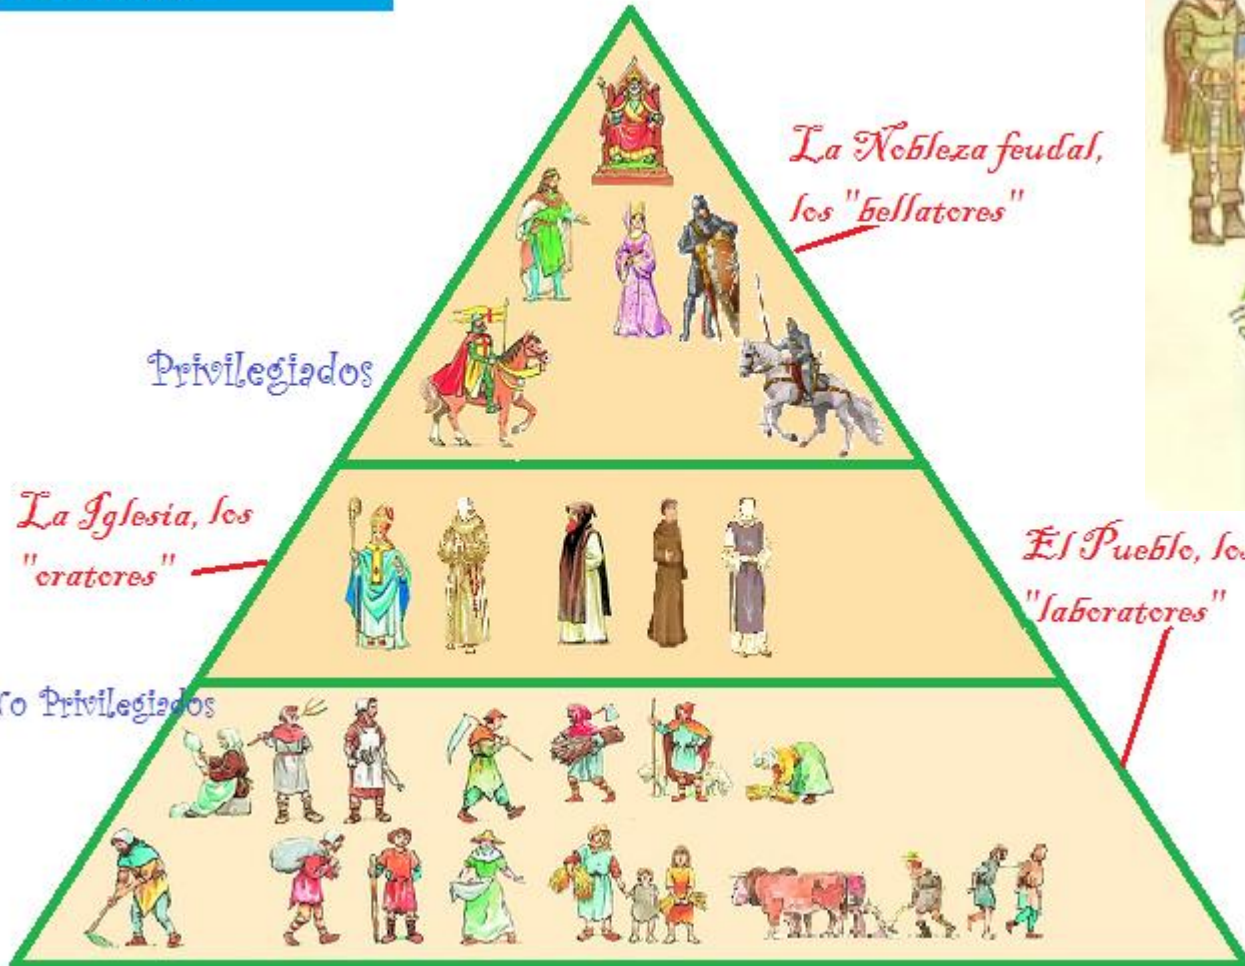 La Nobleza feudal,
los "bellatores"
Privilegiados
La Iglesia, los
"oratores"
El Pueblo, los
"laboratores"
o Privilegiados